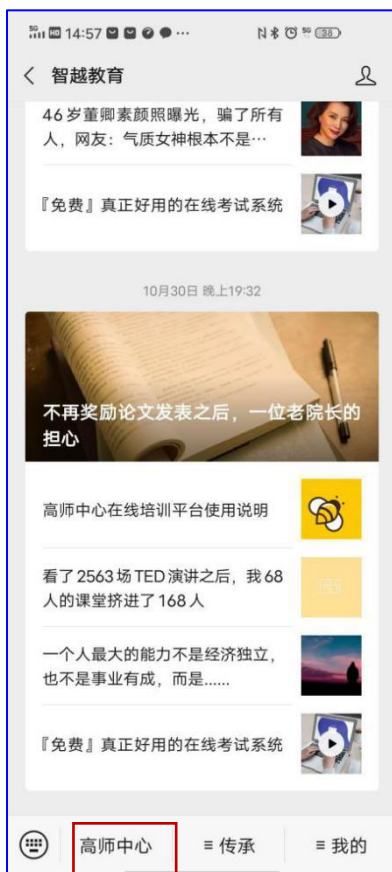 5G HD 14:57 5G 38
智越教育
46岁董卿素颜照曝光，骗了所有
人，网友：气质女神根本不是…
『免费』真正好用的在线考试系统
10月30日 晚上19:32
不再奖励论文发表之后，一位老院长的
担心
高师中心在线培训平台使用说明
看了2563场TED演讲之后，我68
人的课堂挤进了168人
一个人最大的能力不是经济独立，
也不是事业有成，而是......
『免费』真正好用的在线考试系统
高师中心 传承 我的